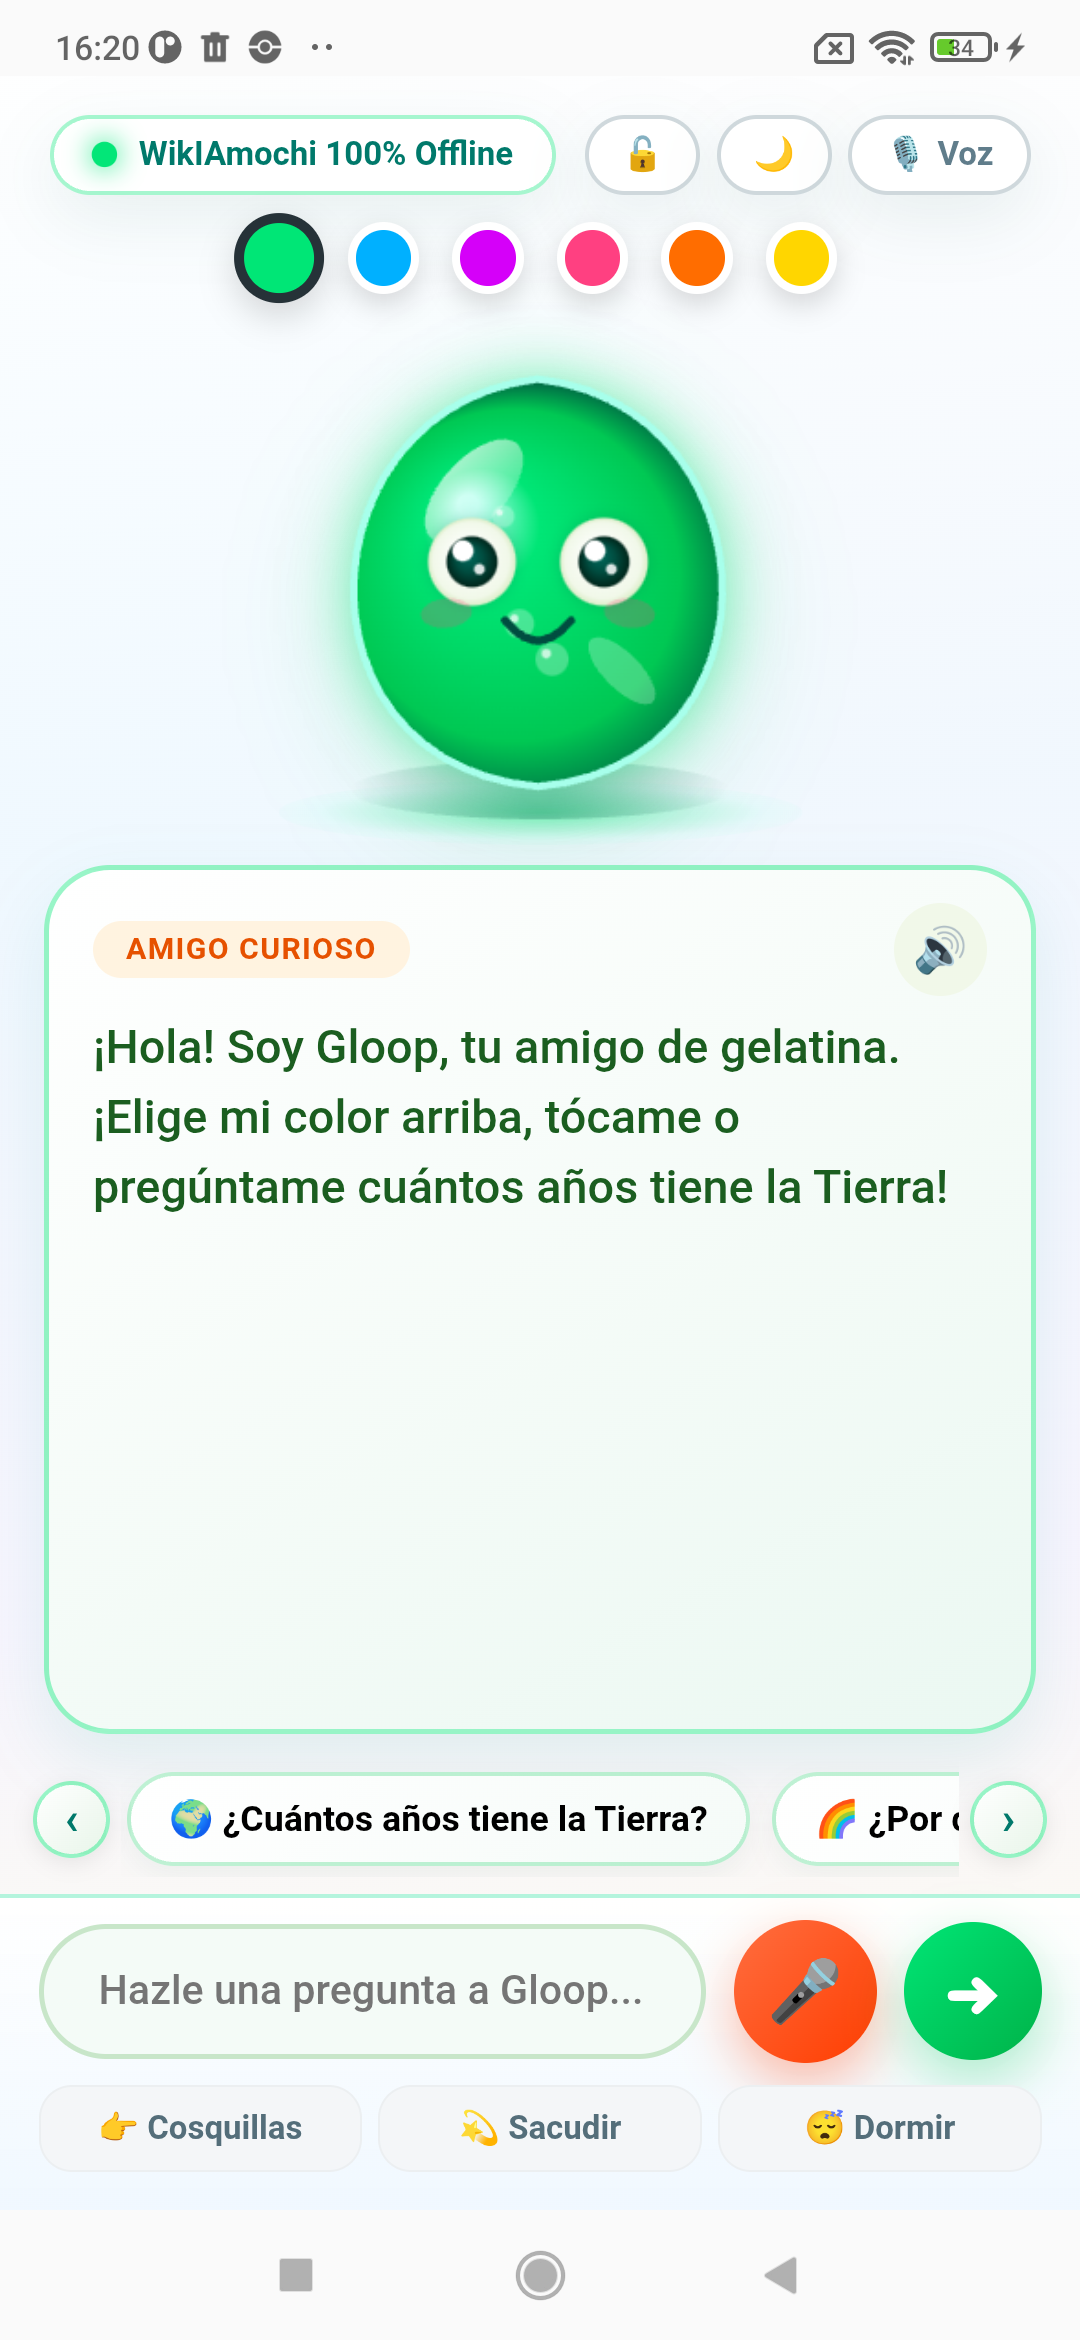 16:20
34
WikIAmochi 100% Offline
Voz
AMIGO CURIOSO
¡Hola! Soy Gloop, tu amigo de gelatina.
¡Elige mi color arriba, tócame o
pregúntame cuántos años tiene la Tierra!
‹ 🌍 ¿Cuántos años tiene la Tierra? 🌈 ¿Por ›
Hazle una pregunta a Gloop...
👉 Cosquillas 💫 Sacudir 😴 Dormir